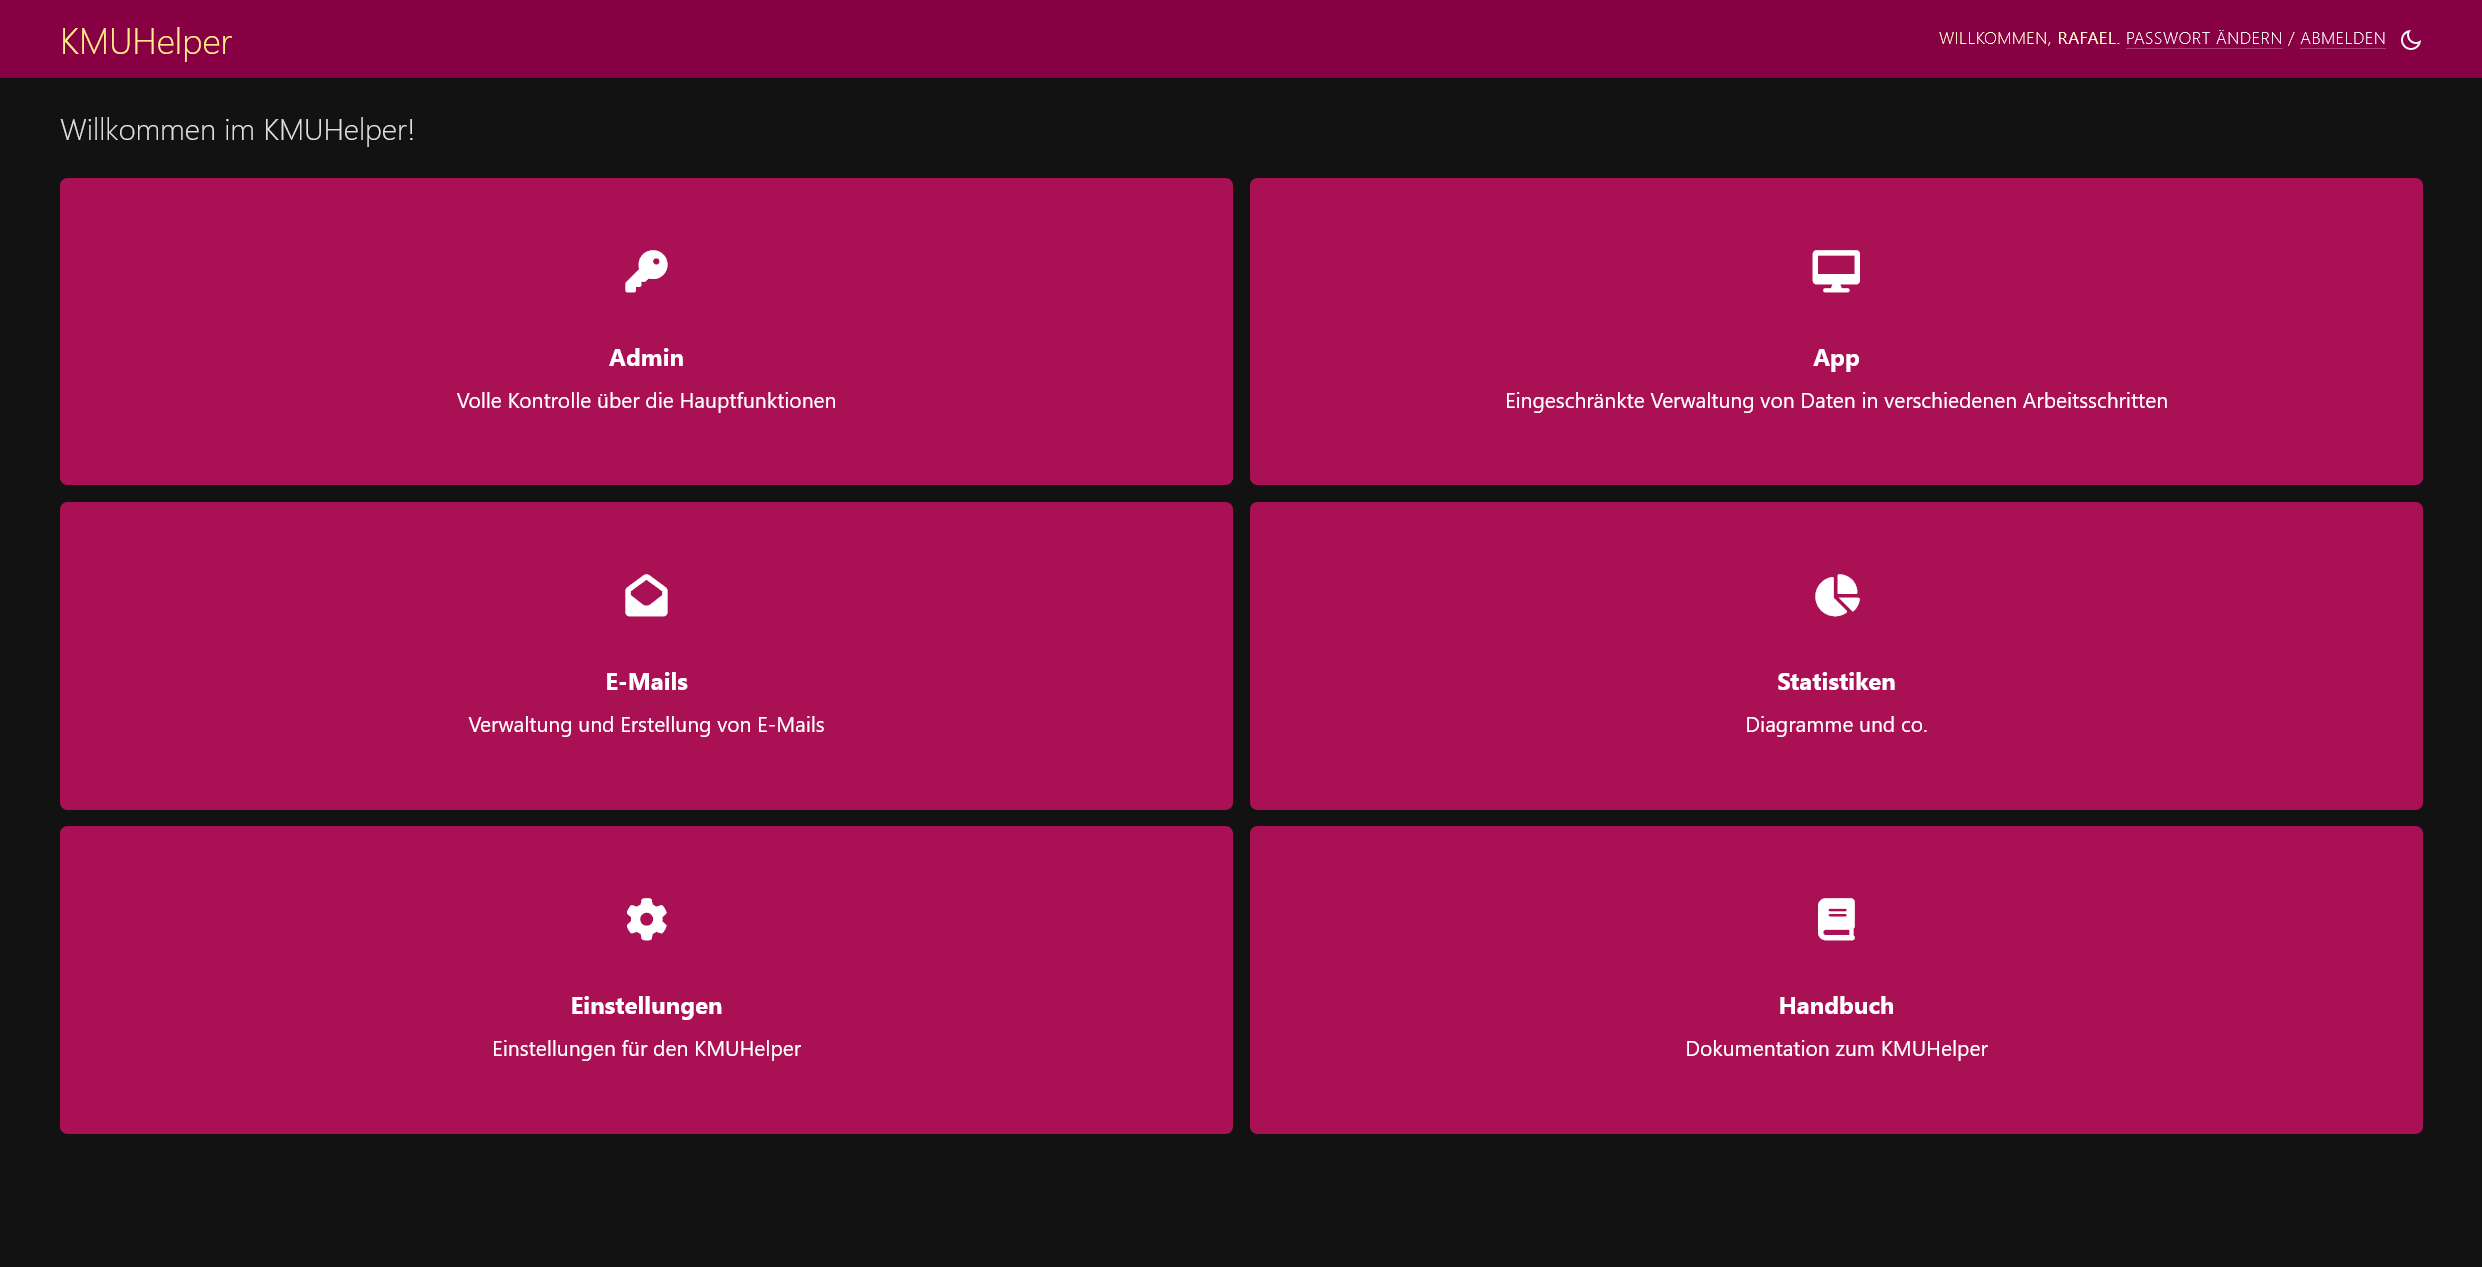 KMUHelper
WILLKOMMEN, RAFAEL. PASSWORT ÄNDERN / ABMELDEN
Willkommen im KMUHelper!
Admin
Volle Kontrolle über die Hauptfunktionen
App
Eingeschränkte Verwaltung von Daten in verschiedenen Arbeitsschritten
E-Mails
Verwaltung und Erstellung von E-Mails
Statistiken
Diagramme und co.
Einstellungen
Einstellungen für den KMUHelper
Handbuch
Dokumentation zum KMUHelper